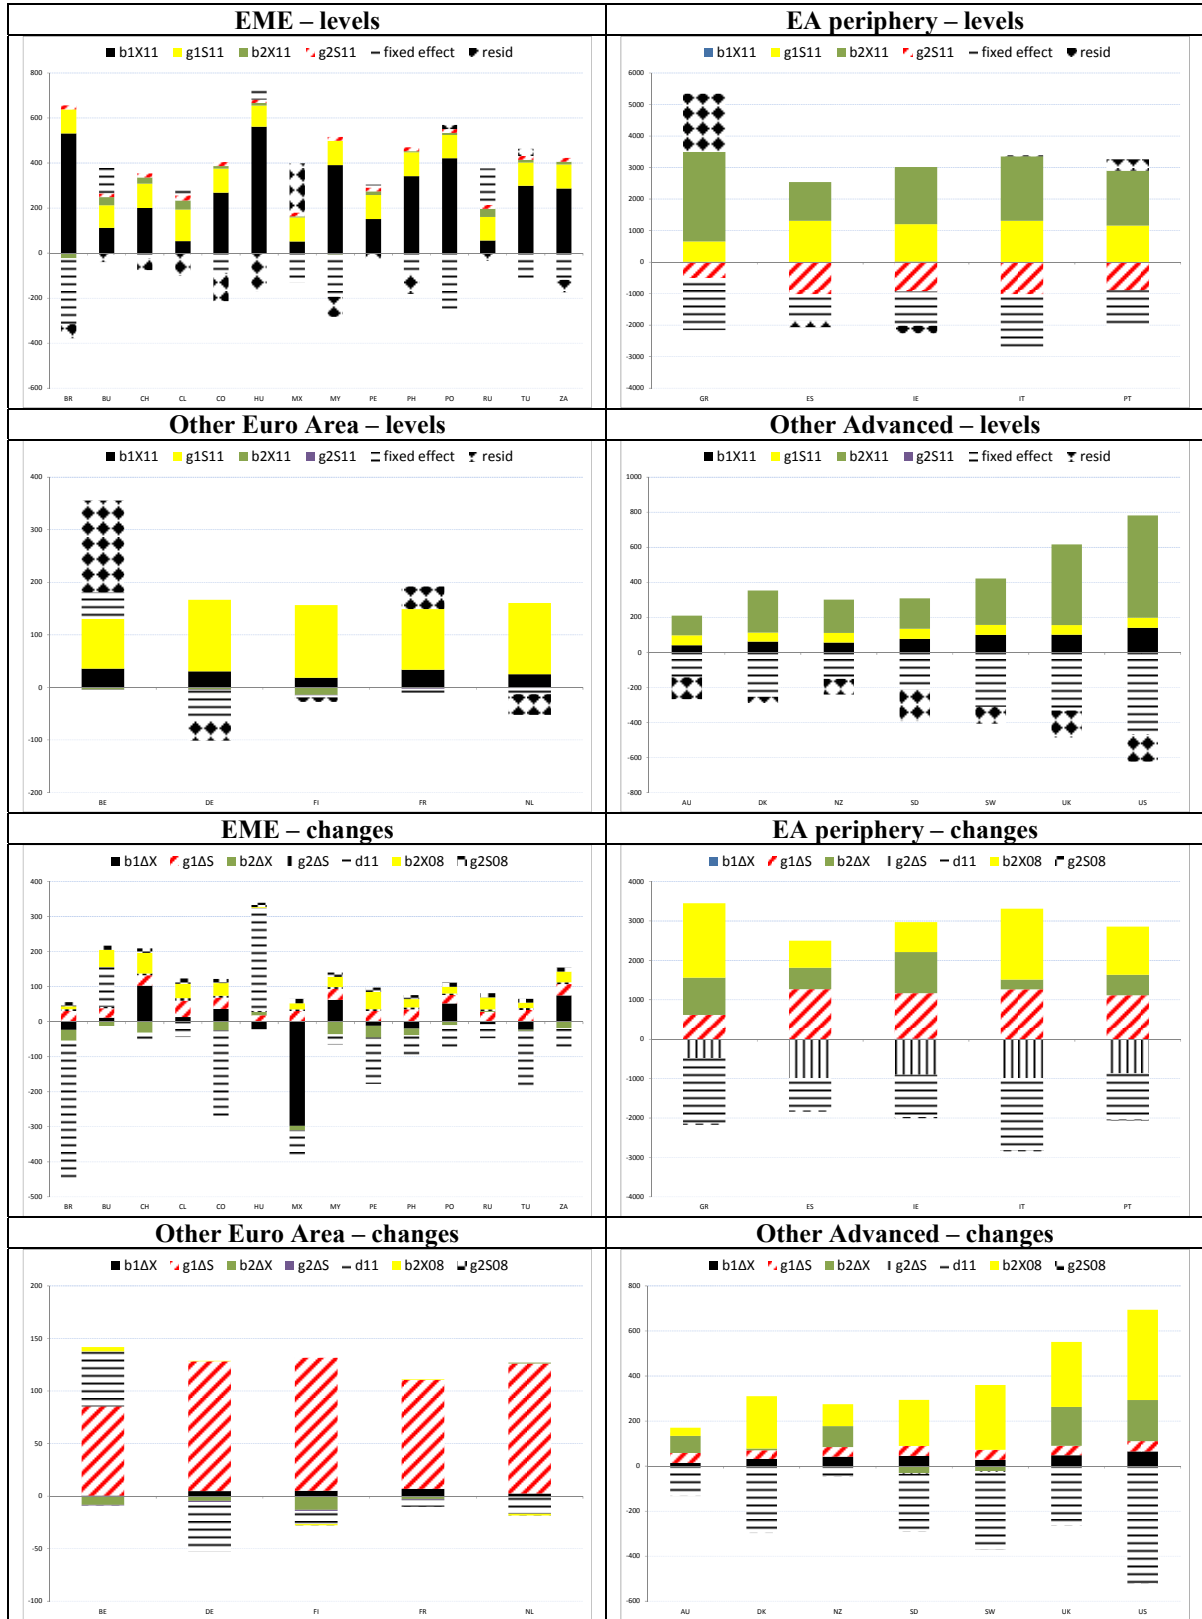 EME – levels
b1X11 g1S11 b2X11 g2S11 fixed effect resid
800
600
400
200
0
-200
-400
-600
BR BU CH CL CO HU MX MY PE PH PO RU TU ZA
EA periphery – levels
b1X11 g1S11 b2X11 g2S11 fixed effect resid
6000
5000
4000
3000
2000
1000
0
-1000
-2000
-3000
-4000
GR ES IE IT PT
Other Euro Area – levels
b1X11 g1S11 b2X11 g2S11 fixed effect resid
400
300
200
100
0
-100
-200
BE DE FI FR NL
Other Advanced – levels
b1X11 g1S11 b2X11 g2S11 fixed effect resid
1000
800
600
400
200
0
-200
-400
-600
-800
AU DK NZ SD SW UK US
EME – changes
b1ΔX g1ΔS b2ΔX g2ΔS d11 b2X08 g2S08
400
300
200
100
0
-100
-200
-300
-400
-500
BR BU CH CL CO HU MX MY PE PH PO RU TU ZA
EA periphery – changes
b1ΔX g1ΔS b2ΔX g2ΔS d11 b2X08 g2S08
4000
3000
2000
1000
0
-1000
-2000
-3000
-4000
GR ES IE IT PT
Other Euro Area – changes
b1ΔX g1ΔS b2ΔX g2ΔS d11 b2X08 g2S08
200
150
100
50
0
-50
-100
BE DE FI FR NL
Other Advanced – changes
b1ΔX g1ΔS b2ΔX g2ΔS d11 b2X08 g2S08
800
600
400
200
0
-200
-400
-600
AU DK NZ SD SW UK US